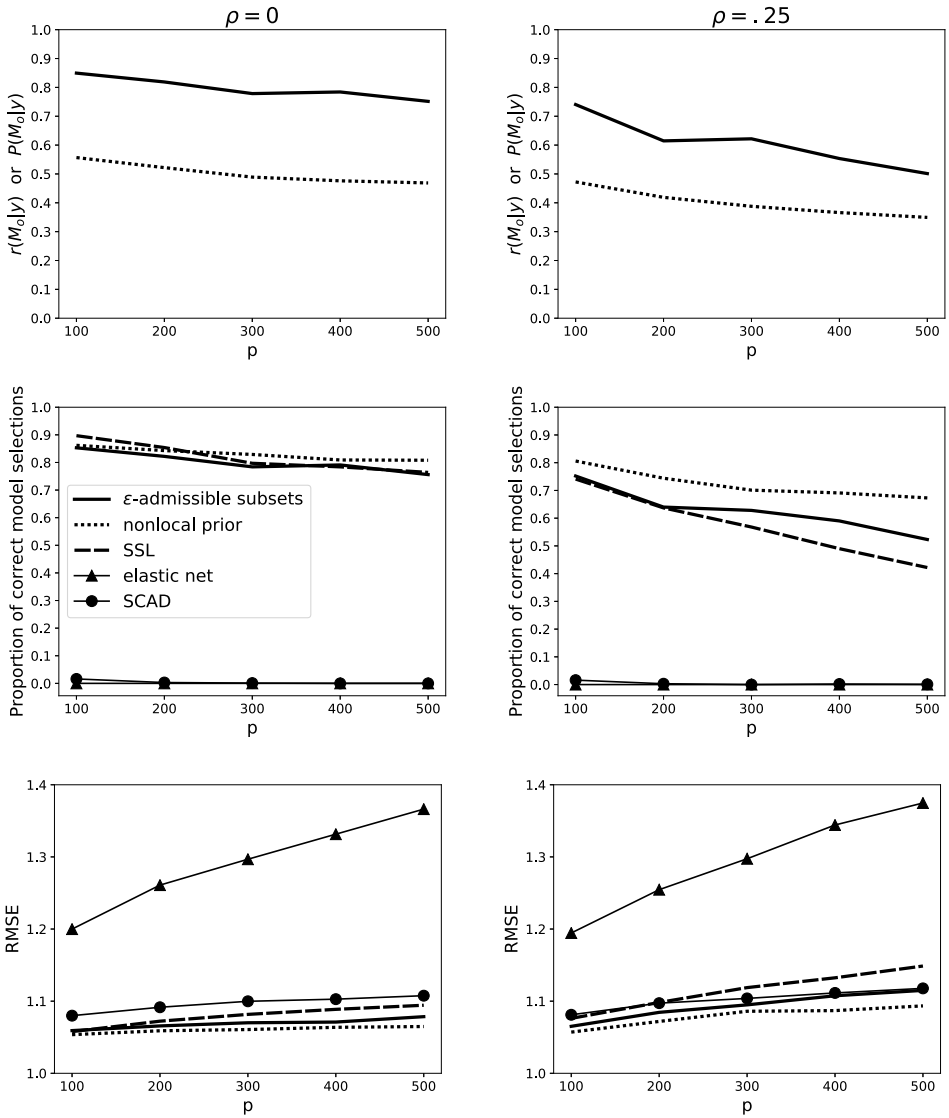 ρ = 0
ρ = .25
r(Mₒ|y) or P(Mₒ|y)
1.0
0.9
0.8
0.7
0.6
0.5
0.4
0.3
0.2
0.1
0.0
100 200 300 400 500
p
r(Mₒ|y) or P(Mₒ|y)
1.0
0.9
0.8
0.7
0.6
0.5
0.4
0.3
0.2
0.1
0.0
100 200 300 400 500
p
Proportion of correct model selections
1.0
0.9
0.8
0.7
0.6
0.5
0.4
0.3
0.2
0.1
0.0
ε-admissible subsets
nonlocal prior
SSL
elastic net
SCAD
100 200 300 400 500
p
Proportion of correct model selections
1.0
0.9
0.8
0.7
0.6
0.5
0.4
0.3
0.2
0.1
0.0
100 200 300 400 500
p
RMSE
1.4
1.3
1.2
1.1
1.0
100 200 300 400 500
p
RMSE
1.4
1.3
1.2
1.1
1.0
100 200 300 400 500
p